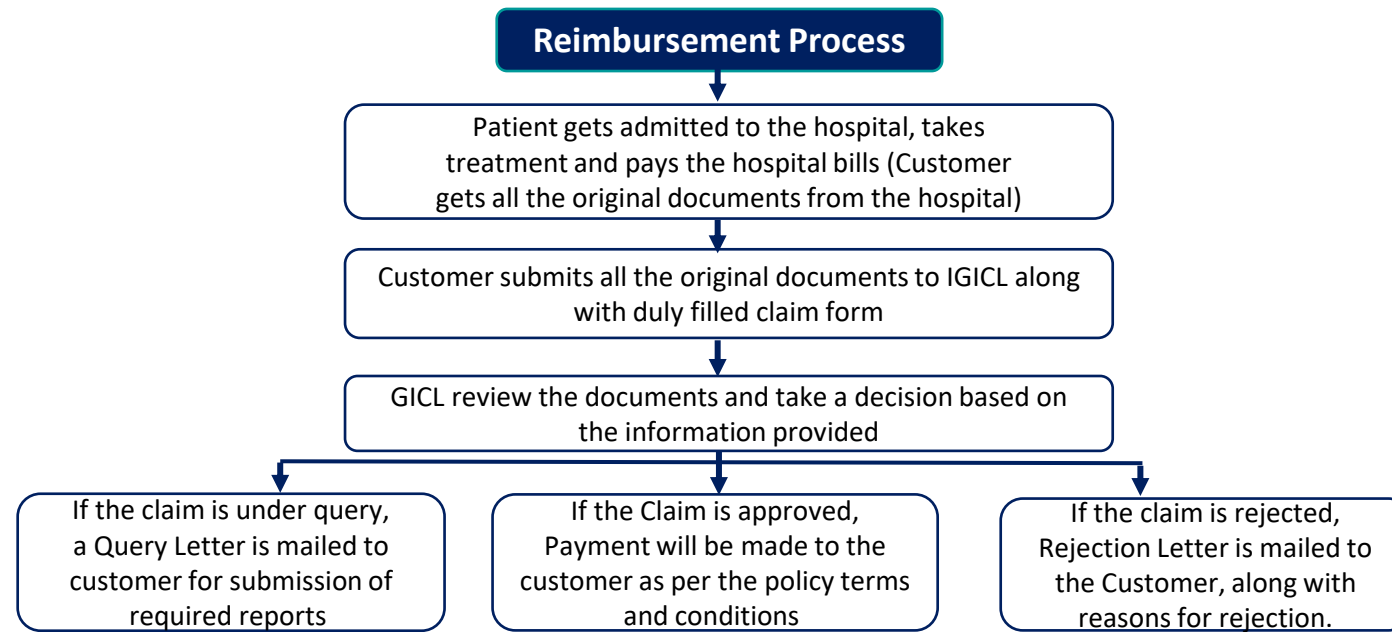 Reimbursement Process
Patient gets admitted to the hospital, takes
treatment and pays the hospital bills (Customer
gets all the original documents from the hospital)
Customer submits all the original documents to IGICL along
with duly filled claim form
GICL review the documents and take a decision based on
the information provided
If the claim is under query,
a Query Letter is mailed to
customer for submission of
required reports
If the Claim is approved,
Payment will be made to the
customer as per the policy terms
and conditions
If the claim is rejected,
Rejection Letter is mailed to
the Customer, along with
reasons for rejection.